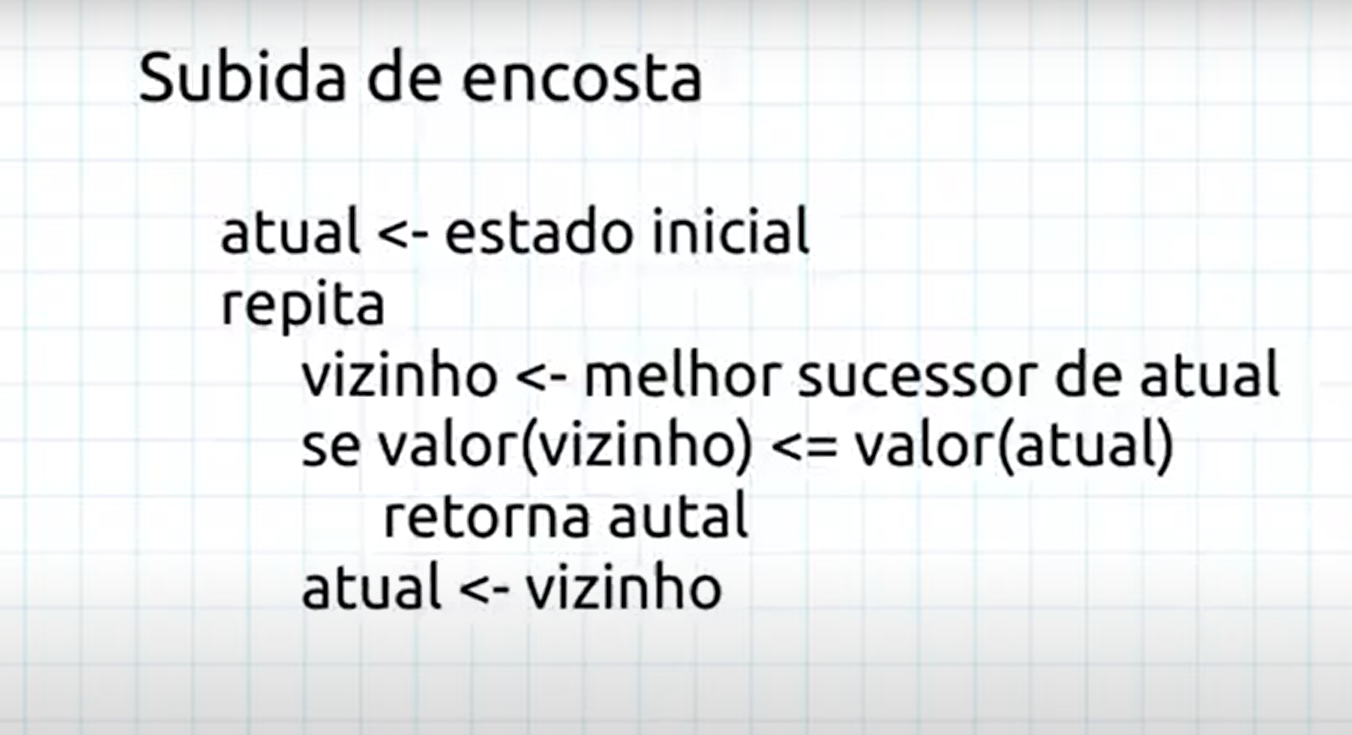 Subida de encosta
atual <- estado inicial
repita
vizinho <- melhor sucessor de atual
se valor(vizinho) <= valor(atual)
retorna autal
atual <- vizinho